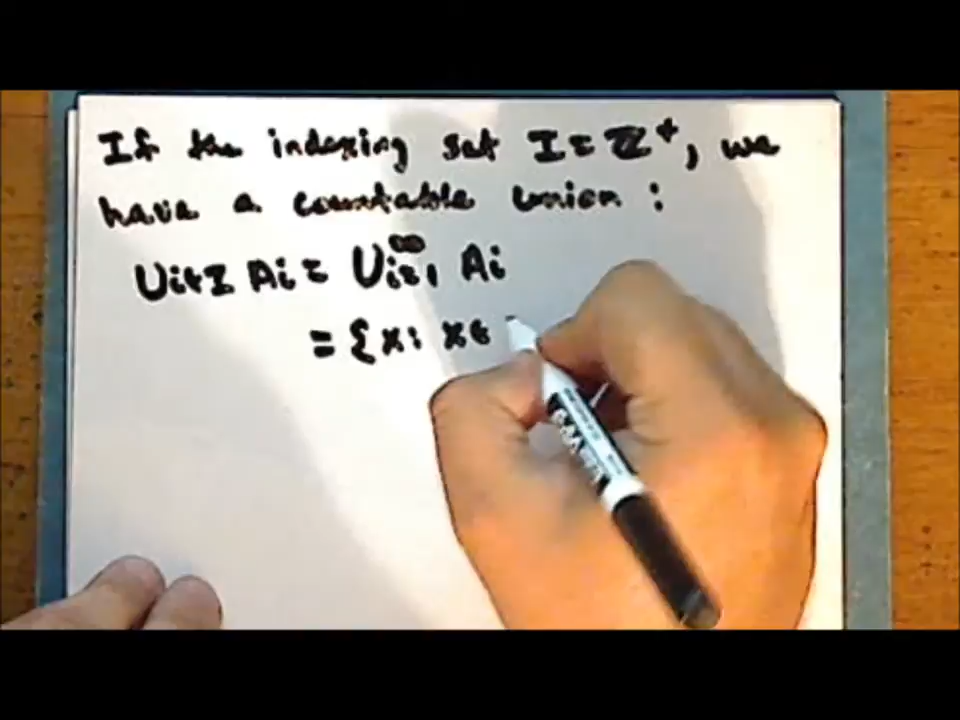 If the indexing set I = ℤ⁺, we
have a countable union :
∪i∈I Ai = ∪i=1^∞ Ai
= {x : x∈